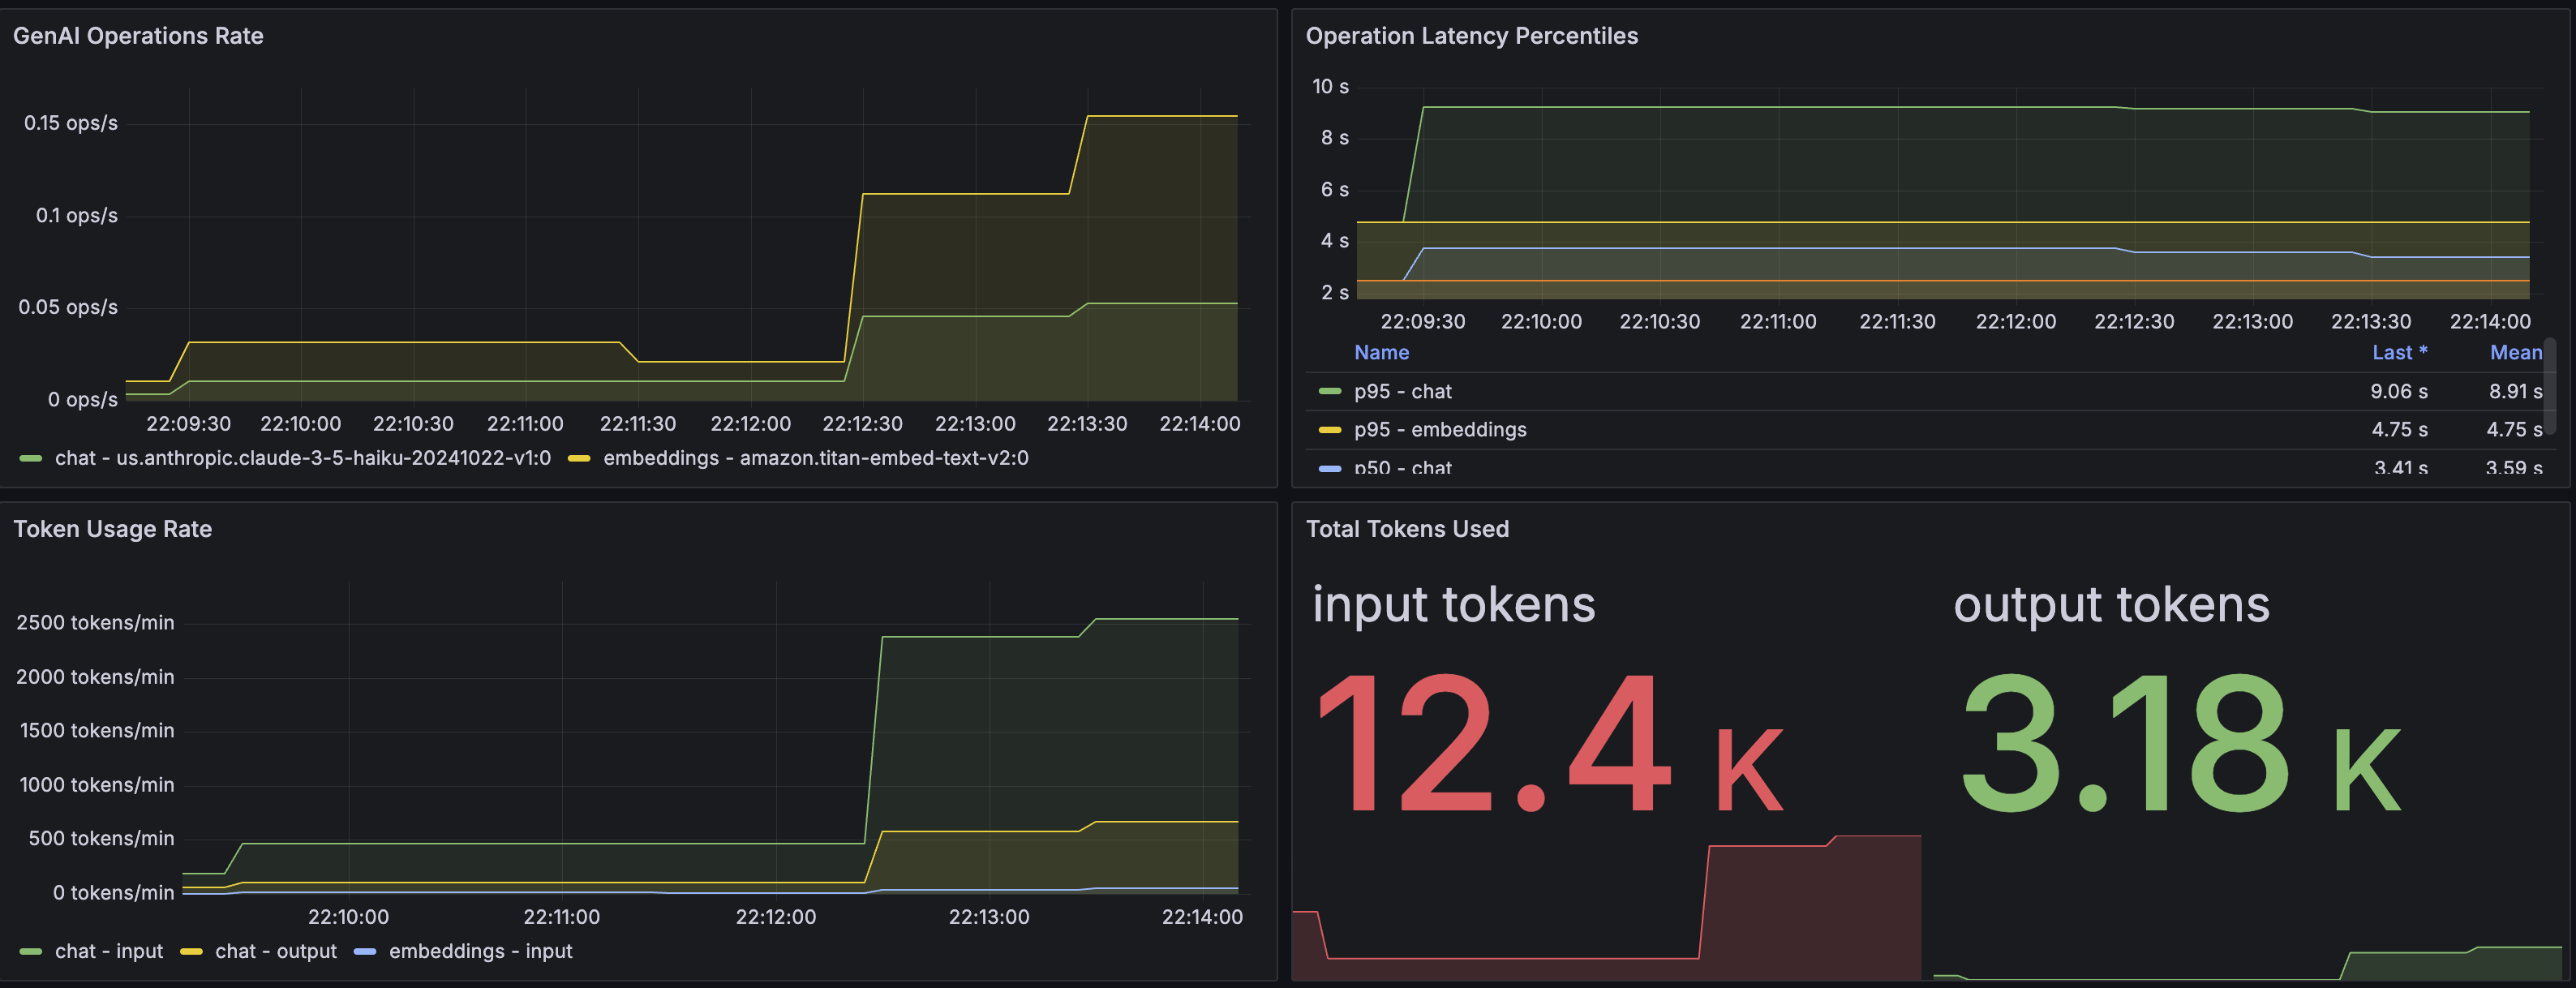 GenAI Operations Rate
0.15 ops/s
0.1 ops/s
0.05 ops/s
0 ops/s
22:09:30 22:10:00 22:10:30 22:11:00 22:11:30 22:12:00 22:12:30 22:13:00 22:13:30 22:14:00
chat - us.anthropic.claude-3-5-haiku-20241022-v1:0 embeddings - amazon.titan-embed-text-v2:0
Operation Latency Percentiles
10 s
8 s
6 s
4 s
2 s
22:09:30 22:10:00 22:10:30 22:11:00 22:11:30 22:12:00 22:12:30 22:13:00 22:13:30 22:14:00
Name Last * Mean
p95 - chat 9.06 s 8.91 s
p95 - embeddings 4.75 s 4.75 s
p50 - chat 3.41 s 3.59 s
Token Usage Rate
2500 tokens/min
2000 tokens/min
1500 tokens/min
1000 tokens/min
500 tokens/min
0 tokens/min
22:10:00 22:11:00 22:12:00 22:13:00 22:14:00
chat - input chat - output embeddings - input
Total Tokens Used
input tokens
12.4 K
output tokens
3.18 K